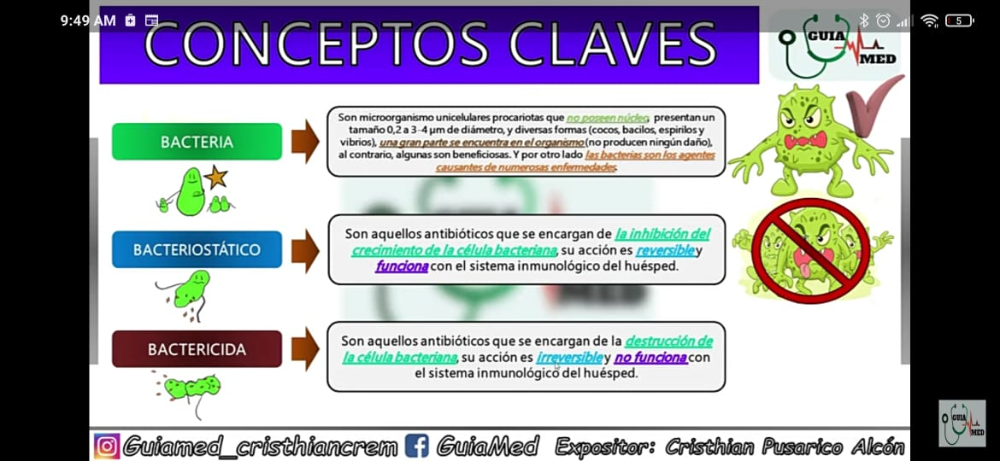 9:49 AM
5
CONCEPTOS CLAVES
GUIA
MED
BACTERIA
Son microorganismo unicelulares procariotas que no poseen núcleo, presentan un
tamaño 0,2 a 3-4 μm de diámetro, y diversas formas (cocos, bacilos, espirilos y
vibrios), una gran parte se encuentra en el organismo (no producen ningún daño),
al contrario, algunas son beneficiosas. Y por otro lado las bacterias son los agentes
causantes de numerosas enfermedades.
BACTERIOSTÁTICO
Son aquellos antibióticos que se encargan de la inhibición del
crecimiento de la célula bacteriana, su acción es reversible y
funciona con el sistema inmunológico del huésped.
MED
BACTERICIDA
Son aquellos antibióticos que se encargan de la destrucción de
la célula bacteriana, su acción es irreversible y no funciona con
el sistema inmunológico del huésped.
GUIA
MED
Guiamed_cristhiancrem GuiaMed Expositor: Cristhian Pusarico Alcón